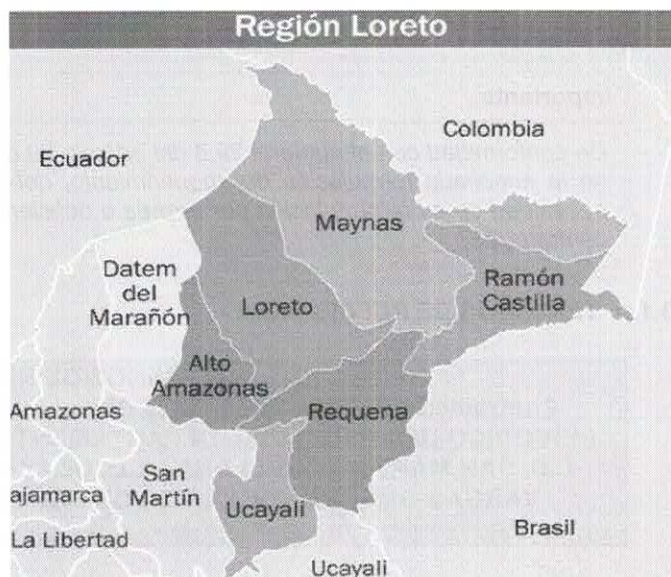 Región Loreto
Colombia
Ecuador
Maynas
Datem
del
Marañón
Ramón
Castilla
Loreto
Alto
Amazonas
Amazonas
Requena
San
Martín
ajamarca
Ucayali
Brasil
La Libertad
Ucayali